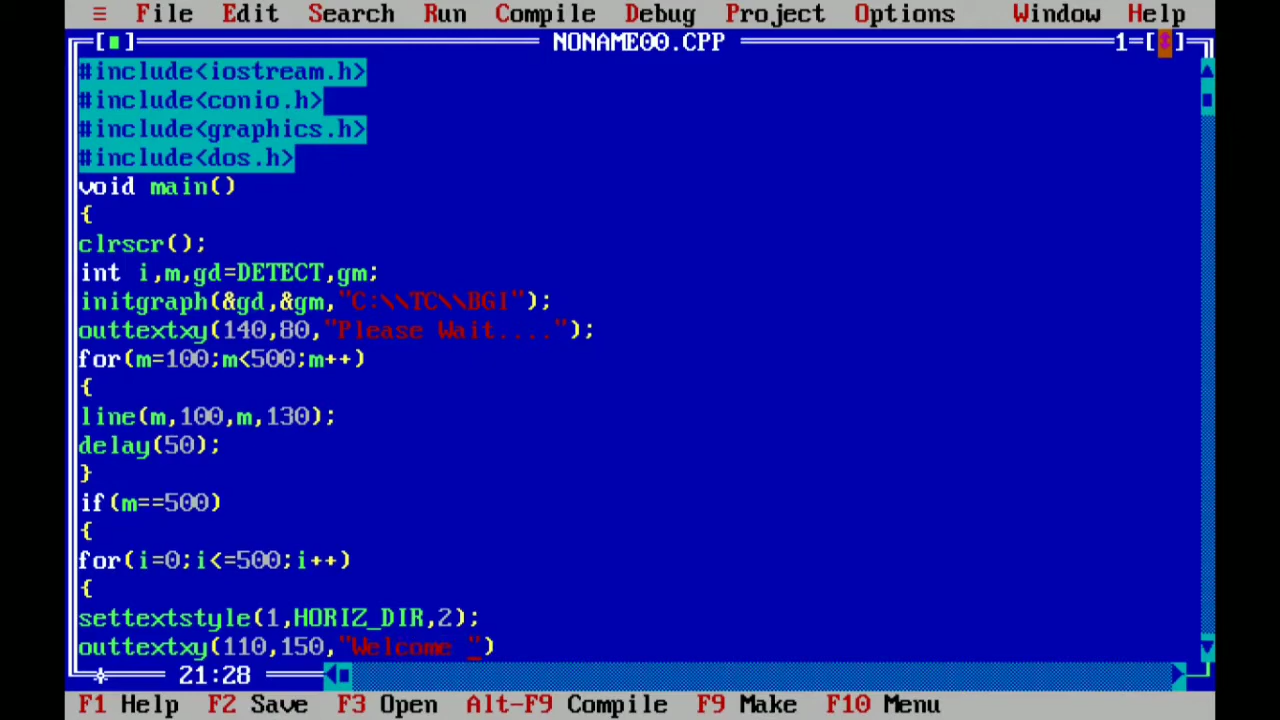 ≡ File Edit Search Run Compile Debug Project Options Window Help
[■] NONAME00.CPP 1=[↕]
#include<iostream.h>
#include<conio.h>
#include<graphics.h>
#include<dos.h>
void main()
{
clrscr();
int i,m,gd=DETECT,gm;
initgraph(&gd,&gm,"C:\\TC\\BGI");
outtextxy(140,80,"Please Wait....");
for(m=100;m<500;m++)
{
line(m,100,m,130);
delay(50);
}
if(m==500)
{
for(i=0;i<=500;i++)
{
settextstyle(1,HORIZ_DIR,2);
outtextxy(110,150,"Welcome ")
21:28
F1 Help F2 Save F3 Open Alt-F9 Compile F9 Make F10 Menu